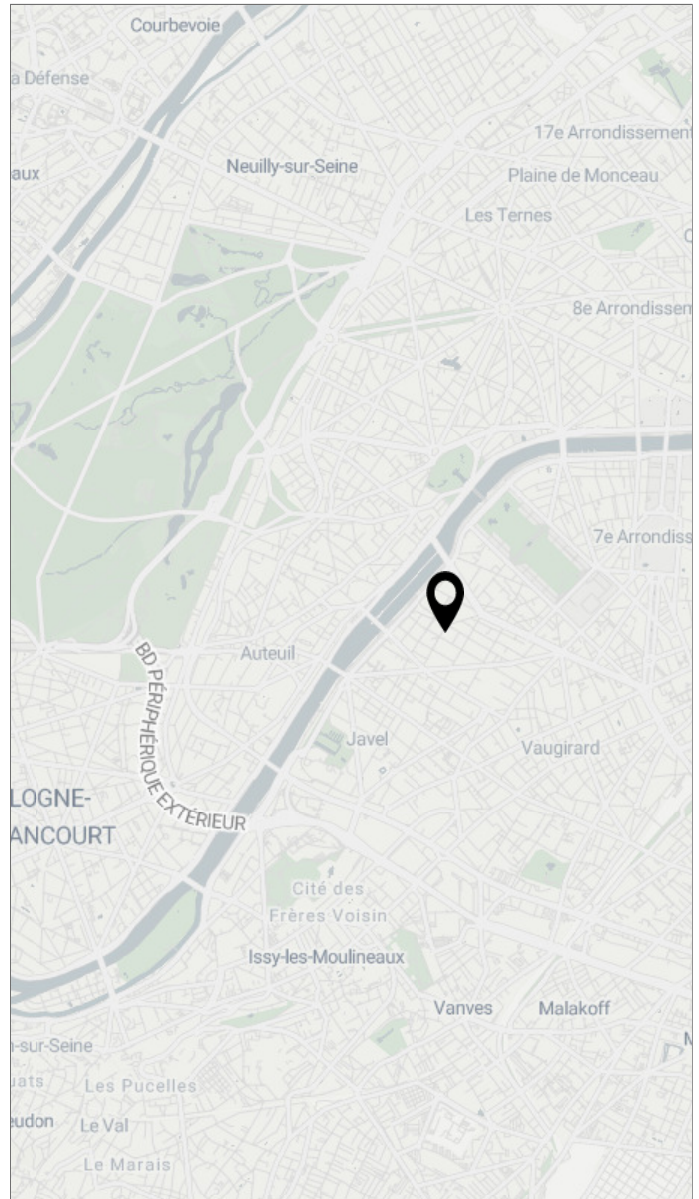 Courbevoie
a Défense
17e Arrondissement
aux
Neuilly-sur-Seine
Plaine de Monceau
Les Ternes
8e Arrondissen
7e Arrondiss
Auteuil
BD PÉRIPHÉRIQUE EXTÉRIEUR
Javel
Vaugirard
LOGNE-
ANCOURT
Cité des
Frères Voisin
Issy-les-Moulineaux
Vanves
Malakoff
-sur-Seine
uats
Les Pucelles
eudon
Le Val
Le Marais